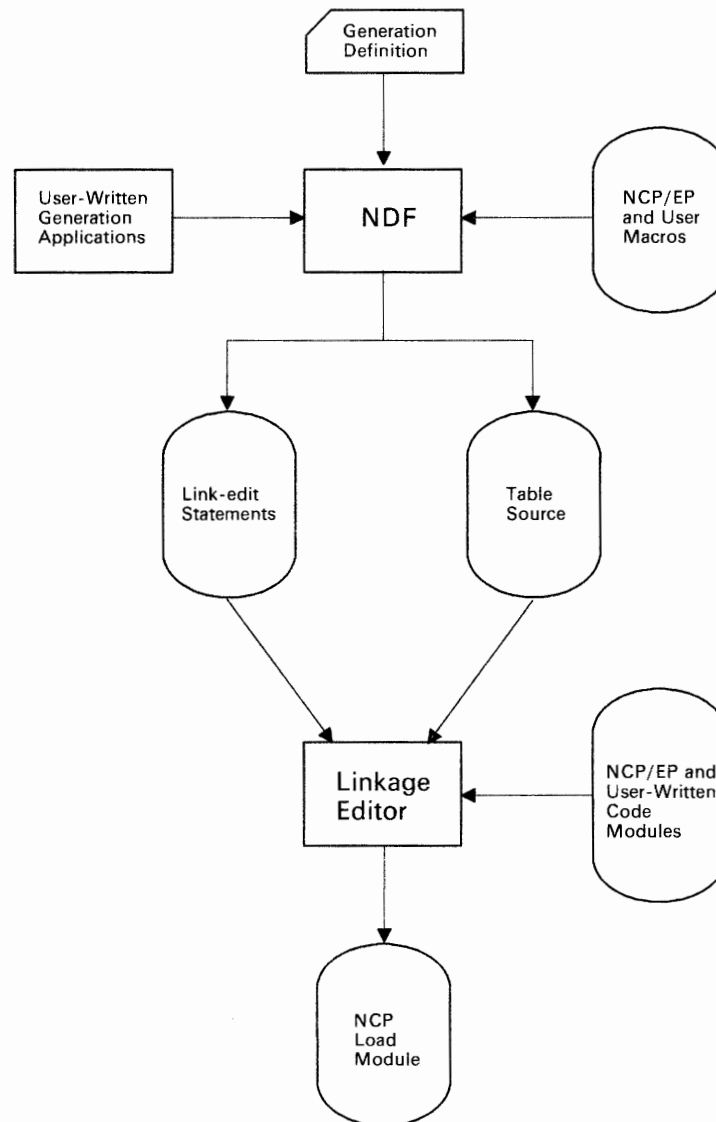 Generation
Definition
User-Written
Generation
Applications
NDF
NCP/EP
and User
Macros
Link-edit
Statements
Table
Source
Linkage
Editor
NCP/EP and
User-Written
Code
Modules
NCP
Load
Module